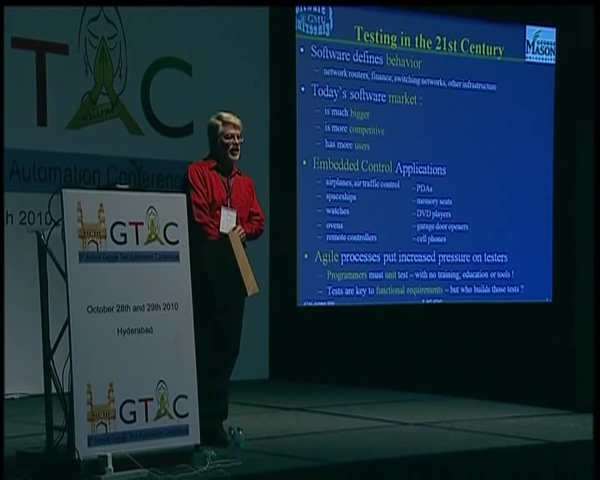 GTAC
Automation Conference
h 2010
GTAC
October 28th and 29th 2010
Hyderabad
GTAC
Software
GMU
Testing in the 21st Century
George
MASON
• Software defines behavior
– network routers, finance, switching networks, other infrastructure
• Today's software market :
– is much bigger
– is more competitive
– has more users
• Embedded Control Applications
– airplanes, air traffic control
– spaceships
– watches
– ovens
– remote controllers
– PDAs
– memory seats
– DVD players
– garage door openers
– cell phones
• Agile processes put increased pressure on testers
– Programmers must unit test – with no training, education or tools !
– Tests are key to functional requirements – but who builds those tests ?